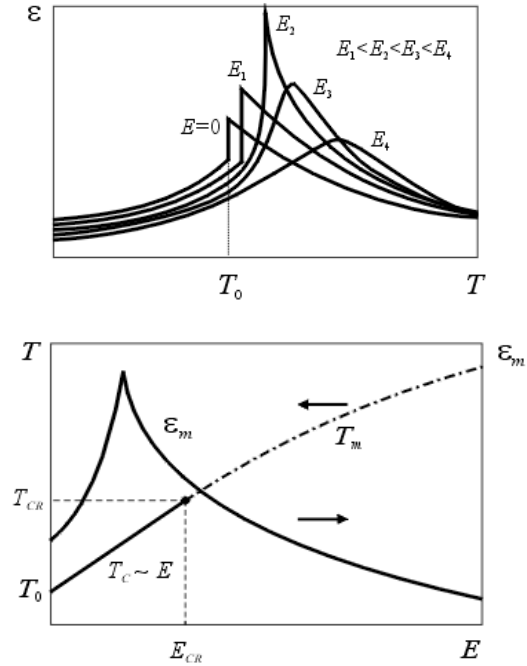 ε
E₂
E₁<E₂<E₃<E₄
E₁
E₃
E=0
E₄
T₀
T
T
εₘ
εₘ
Tₘ
T_CR
T_C ~ E
T₀
E_CR
E